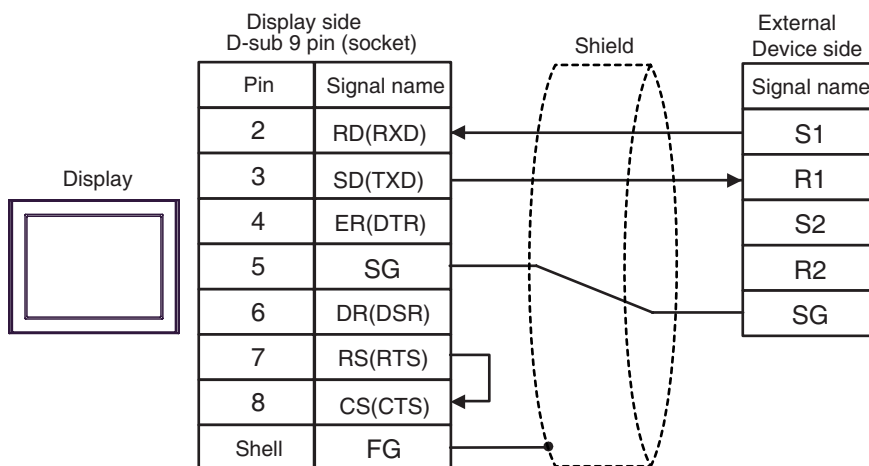 Display side
D-sub 9 pin (socket)
Shield
External
Device side
Pin
Signal name
Signal name
2
RD(RXD)
S1
3
SD(TXD)
R1
Display
4
ER(DTR)
S2
5
SG
R2
6
DR(DSR)
SG
7
RS(RTS)
8
CS(CTS)
Shell
FG